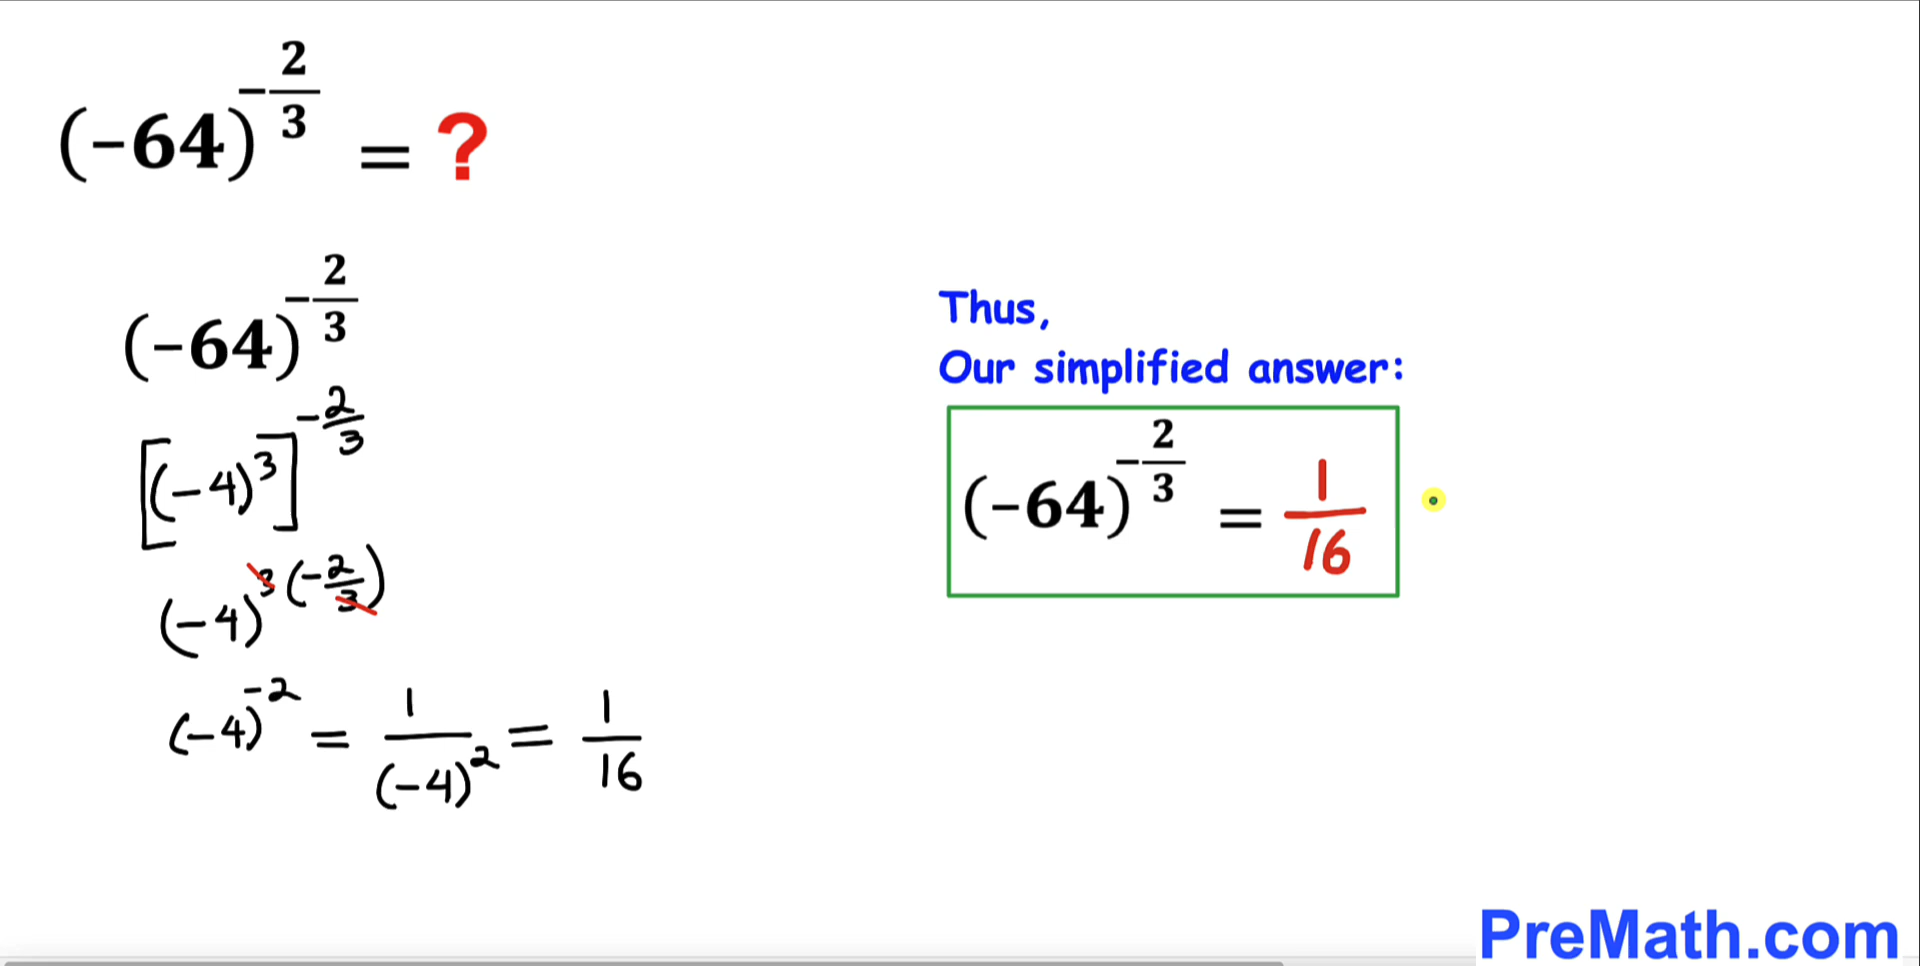 (-64)^(-2/3) = ?
(-64)^(-2/3)
[(-4)^3]^(-2/3)
(-4)^(3(-2/3))
(-4)^(-2) = 1/(-4)^2 = 1/16
Thus,
Our simplified answer:
(-64)^(-2/3) = 1/16
PreMath.com